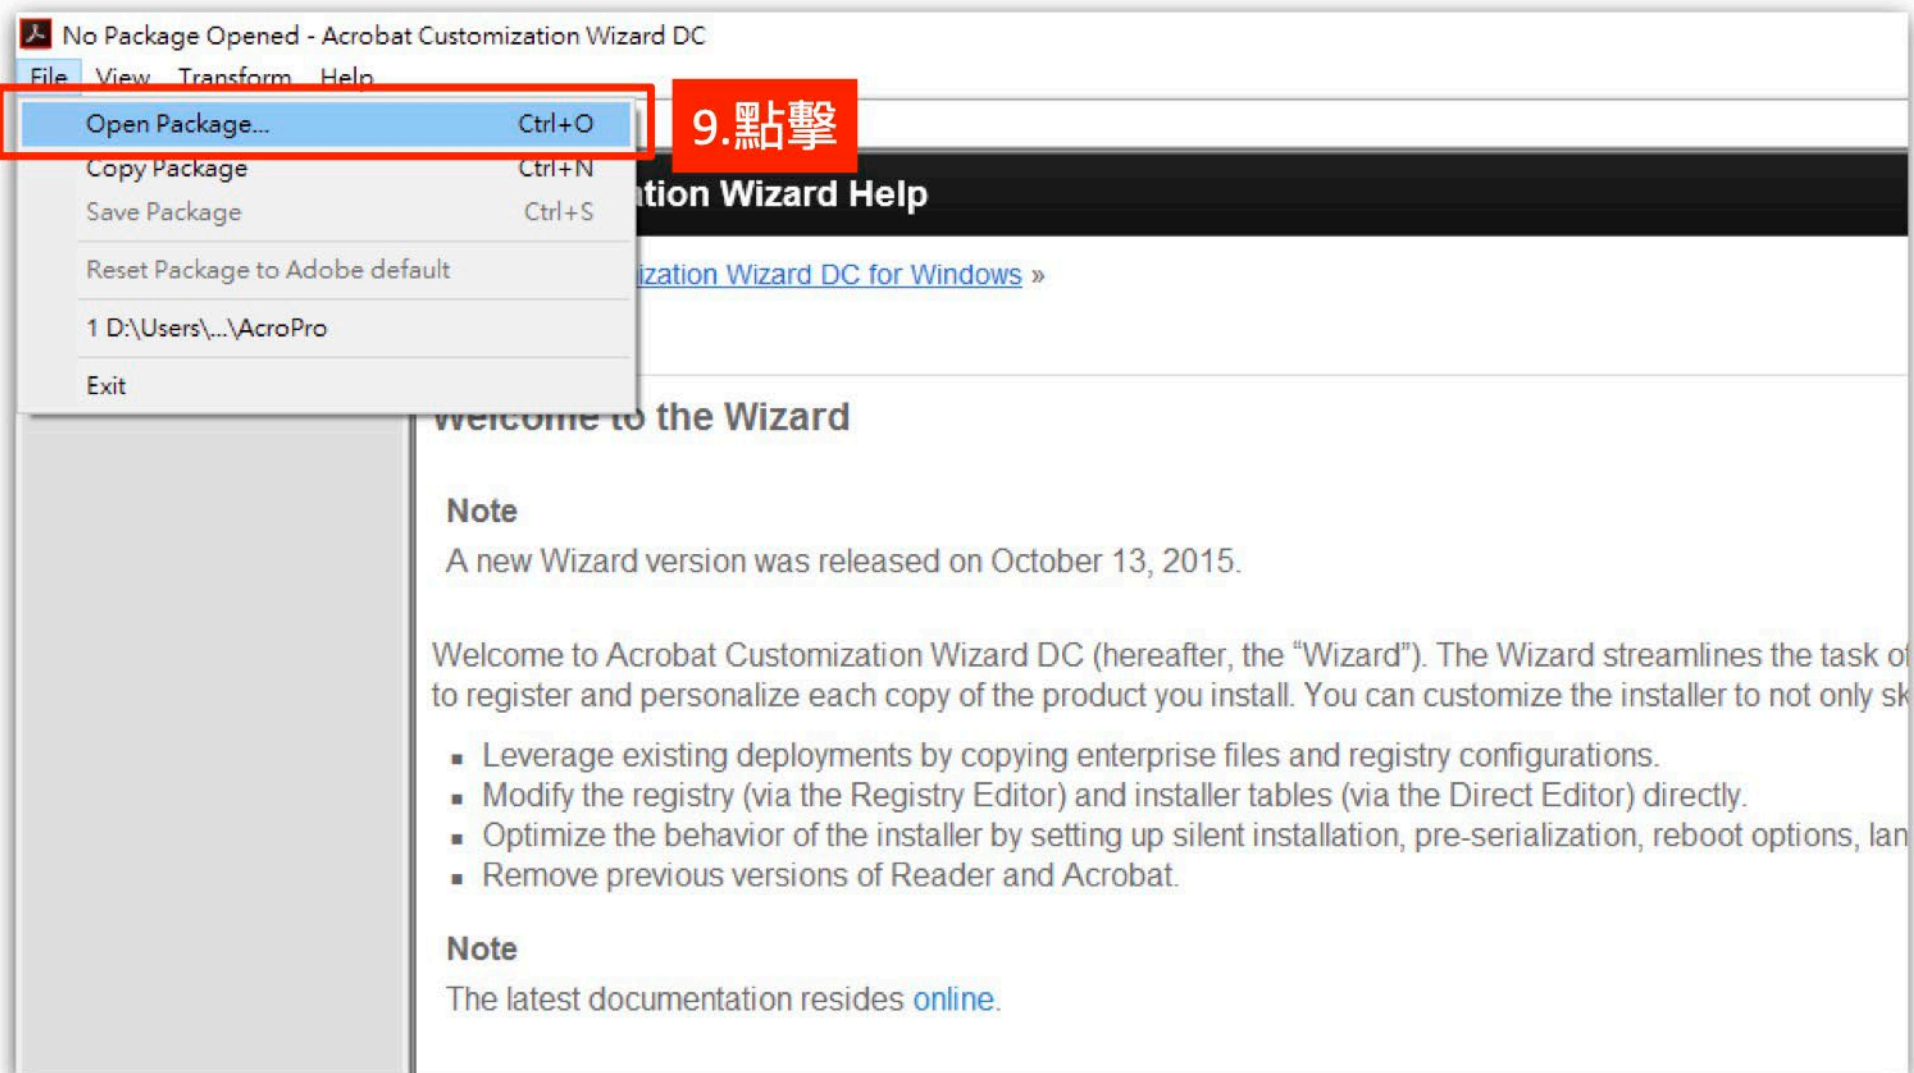 No Package Opened - Acrobat Customization Wizard DC
File View Transform Help
Open Package... Ctrl+O
9.點擊
Copy Package Ctrl+N
Save Package Ctrl+S
Reset Package to Adobe default
1 D:\Users\...\AcroPro
Exit
tion Wizard Help
ization Wizard DC for Windows »
Welcome to the Wizard
Note
A new Wizard version was released on October 13, 2015.
Welcome to Acrobat Customization Wizard DC (hereafter, the “Wizard”). The Wizard streamlines the task of
to register and personalize each copy of the product you install. You can customize the installer to not only sk
▪ Leverage existing deployments by copying enterprise files and registry configurations.
▪ Modify the registry (via the Registry Editor) and installer tables (via the Direct Editor) directly.
▪ Optimize the behavior of the installer by setting up silent installation, pre-serialization, reboot options, lan
▪ Remove previous versions of Reader and Acrobat.
Note
The latest documentation resides online.